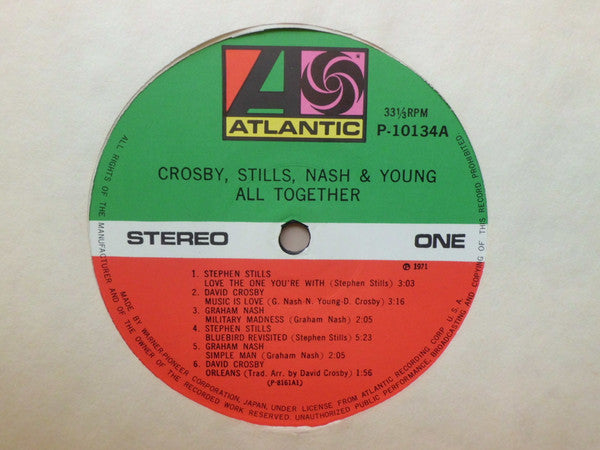 ATLANTIC
33⅓RPM
P-10134A
CROSBY, STILLS, NASH & YOUNG
ALL TOGETHER
STEREO
ONE
℗ 1971
1. STEPHEN STILLS
LOVE THE ONE YOU'RE WITH (Stephen Stills) 3:03
2. DAVID CROSBY
MUSIC IS LOVE (G. Nash-N. Young-D. Crosby) 3:16
3. GRAHAM NASH
MILITARY MADNESS (Graham Nash) 2:05
4. STEPHEN STILLS
BLUEBIRD REVISITED (Stephen Stills) 5:23
5. GRAHAM NASH
SIMPLE MAN (Graham Nash) 2:05
6. DAVID CROSBY
ORLEANS (Trad. Arr. by David Crosby) 1:56
(P-8161A1)
MADE BY WARNER-PIONEER CORPORATION, JAPAN, UNDER LICENSE FROM ATLANTIC RECORDING CORP. U.S.A.
ALL RIGHTS OF THE MANUFACTURER AND OF THE OWNER OF THE RECORDED WORK RESERVED. UNAUTHORIZED PUBLIC PERFORMANCE, BROADCASTING AND COPYING OF THIS RECORD PROHIBITED.